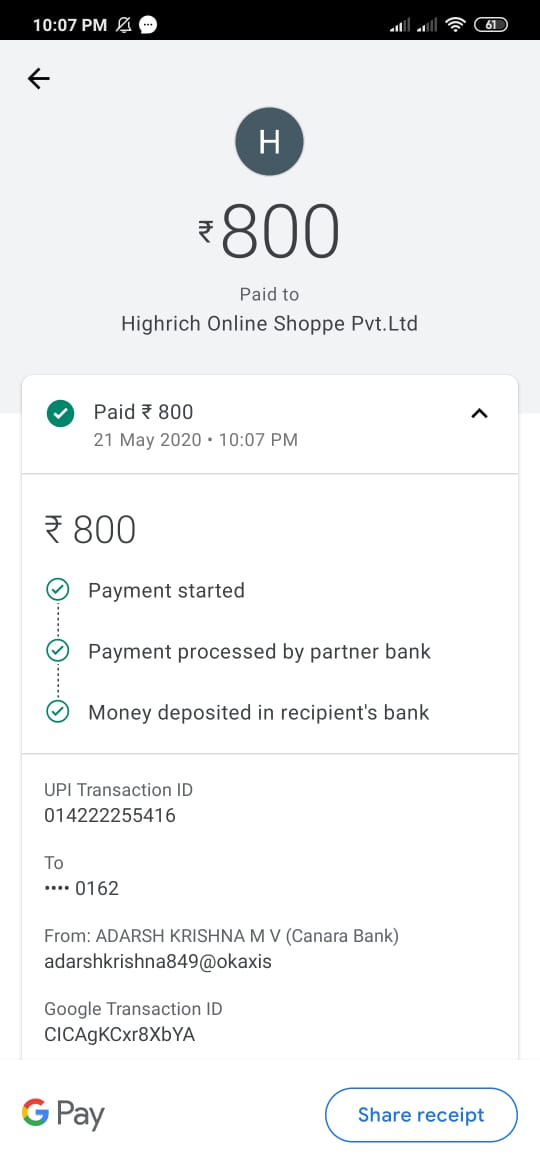 10:07 PM
61
H
₹800
Paid to
Highrich Online Shoppe Pvt.Ltd
Paid ₹ 800
21 May 2020 • 10:07 PM
₹ 800
Payment started
Payment processed by partner bank
Money deposited in recipient's bank
UPI Transaction ID
014222255416
To
•••• 0162
From: ADARSH KRISHNA M V (Canara Bank)
adarshkrishna849@okaxis
Google Transaction ID
CICAgKCxr8XbYA
G Pay
Share receipt